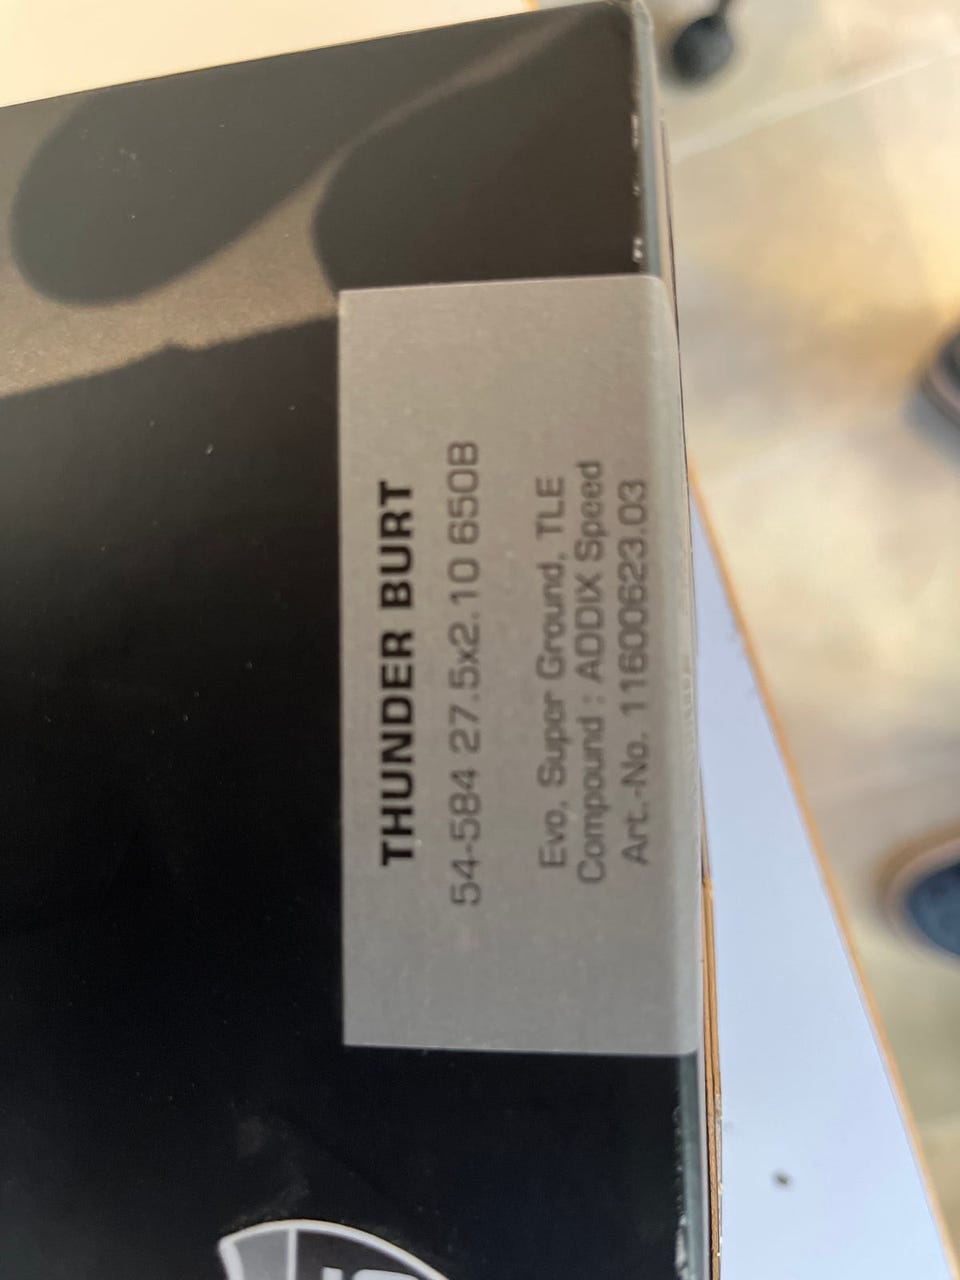 THUNDER BURT
54-584 27.5x2.10 650B
Evo, Super Ground, TLE
Compound : ADDIX Speed
Art.-No. 11600623.03